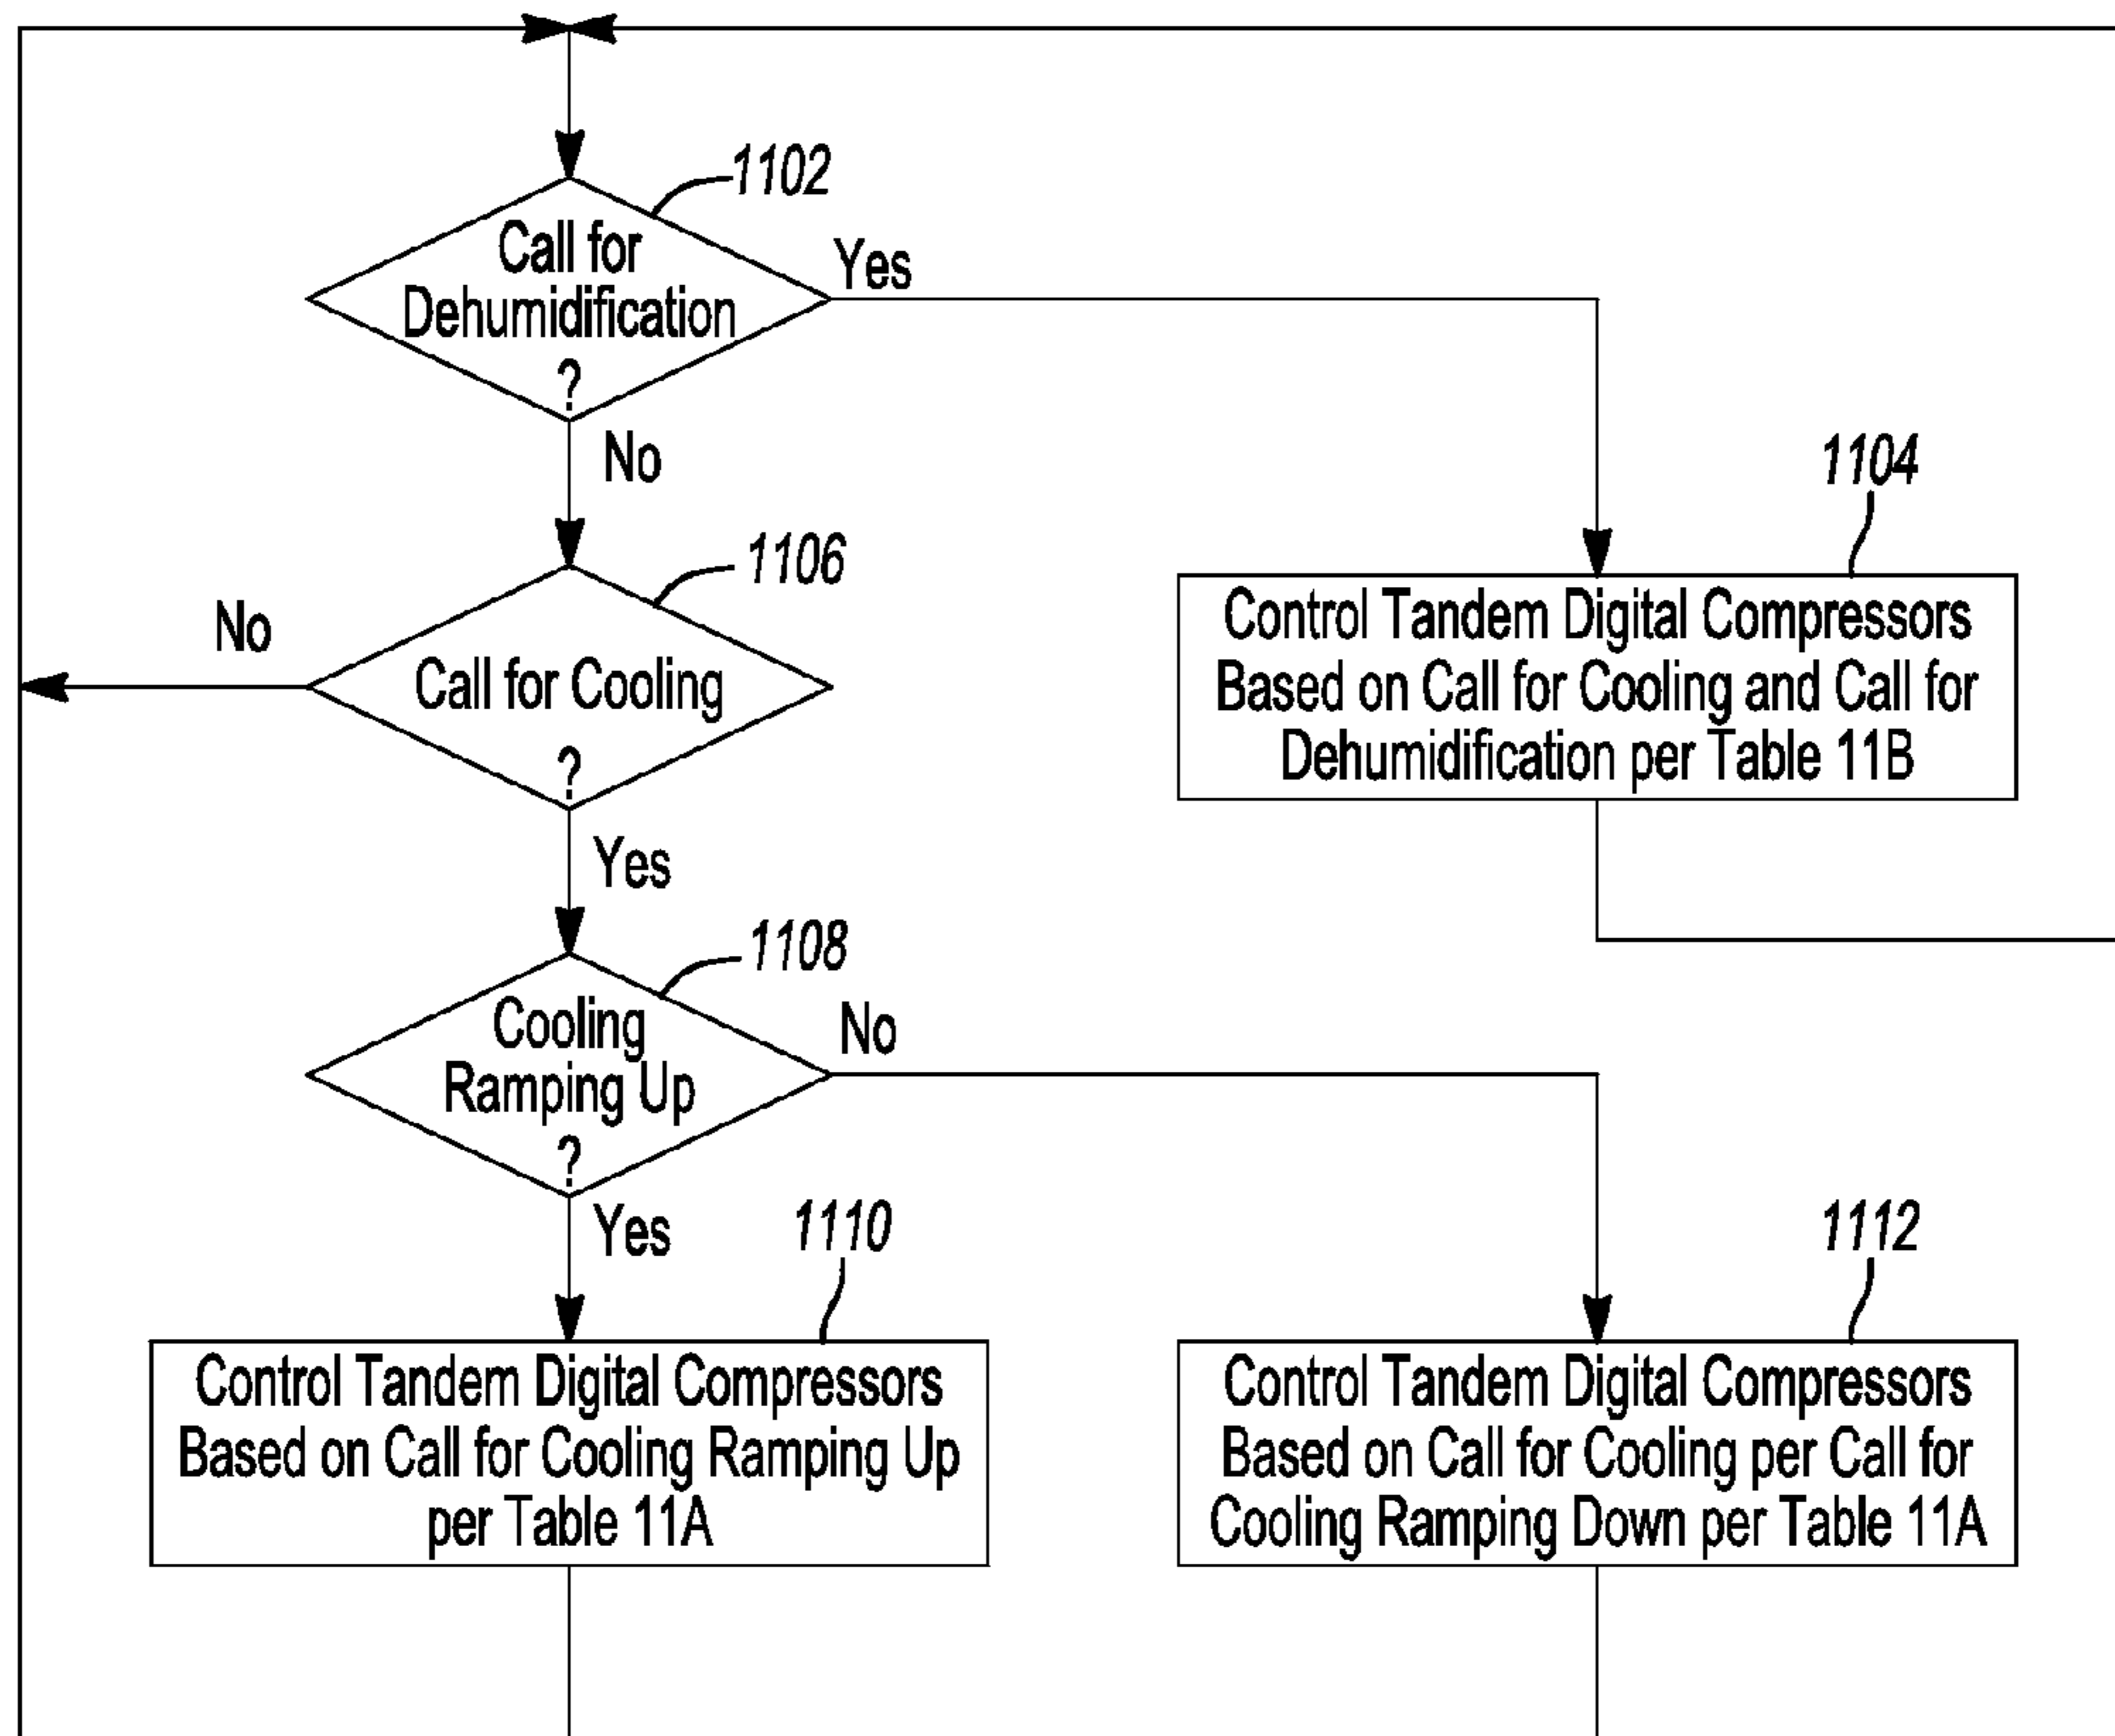 1102
Call for
Dehumidification
?
Yes
No
1104
Control Tandem Digital Compressors
Based on Call for Cooling and Call for
Dehumidification per Table 11B
1106
No
Call for Cooling
?
Yes
1108
Cooling
Ramping Up
?
No
Yes
1110
Control Tandem Digital Compressors
Based on Call for Cooling Ramping Up
per Table 11A
1112
Control Tandem Digital Compressors
Based on Call for Cooling per Call for
Cooling Ramping Down per Table 11A